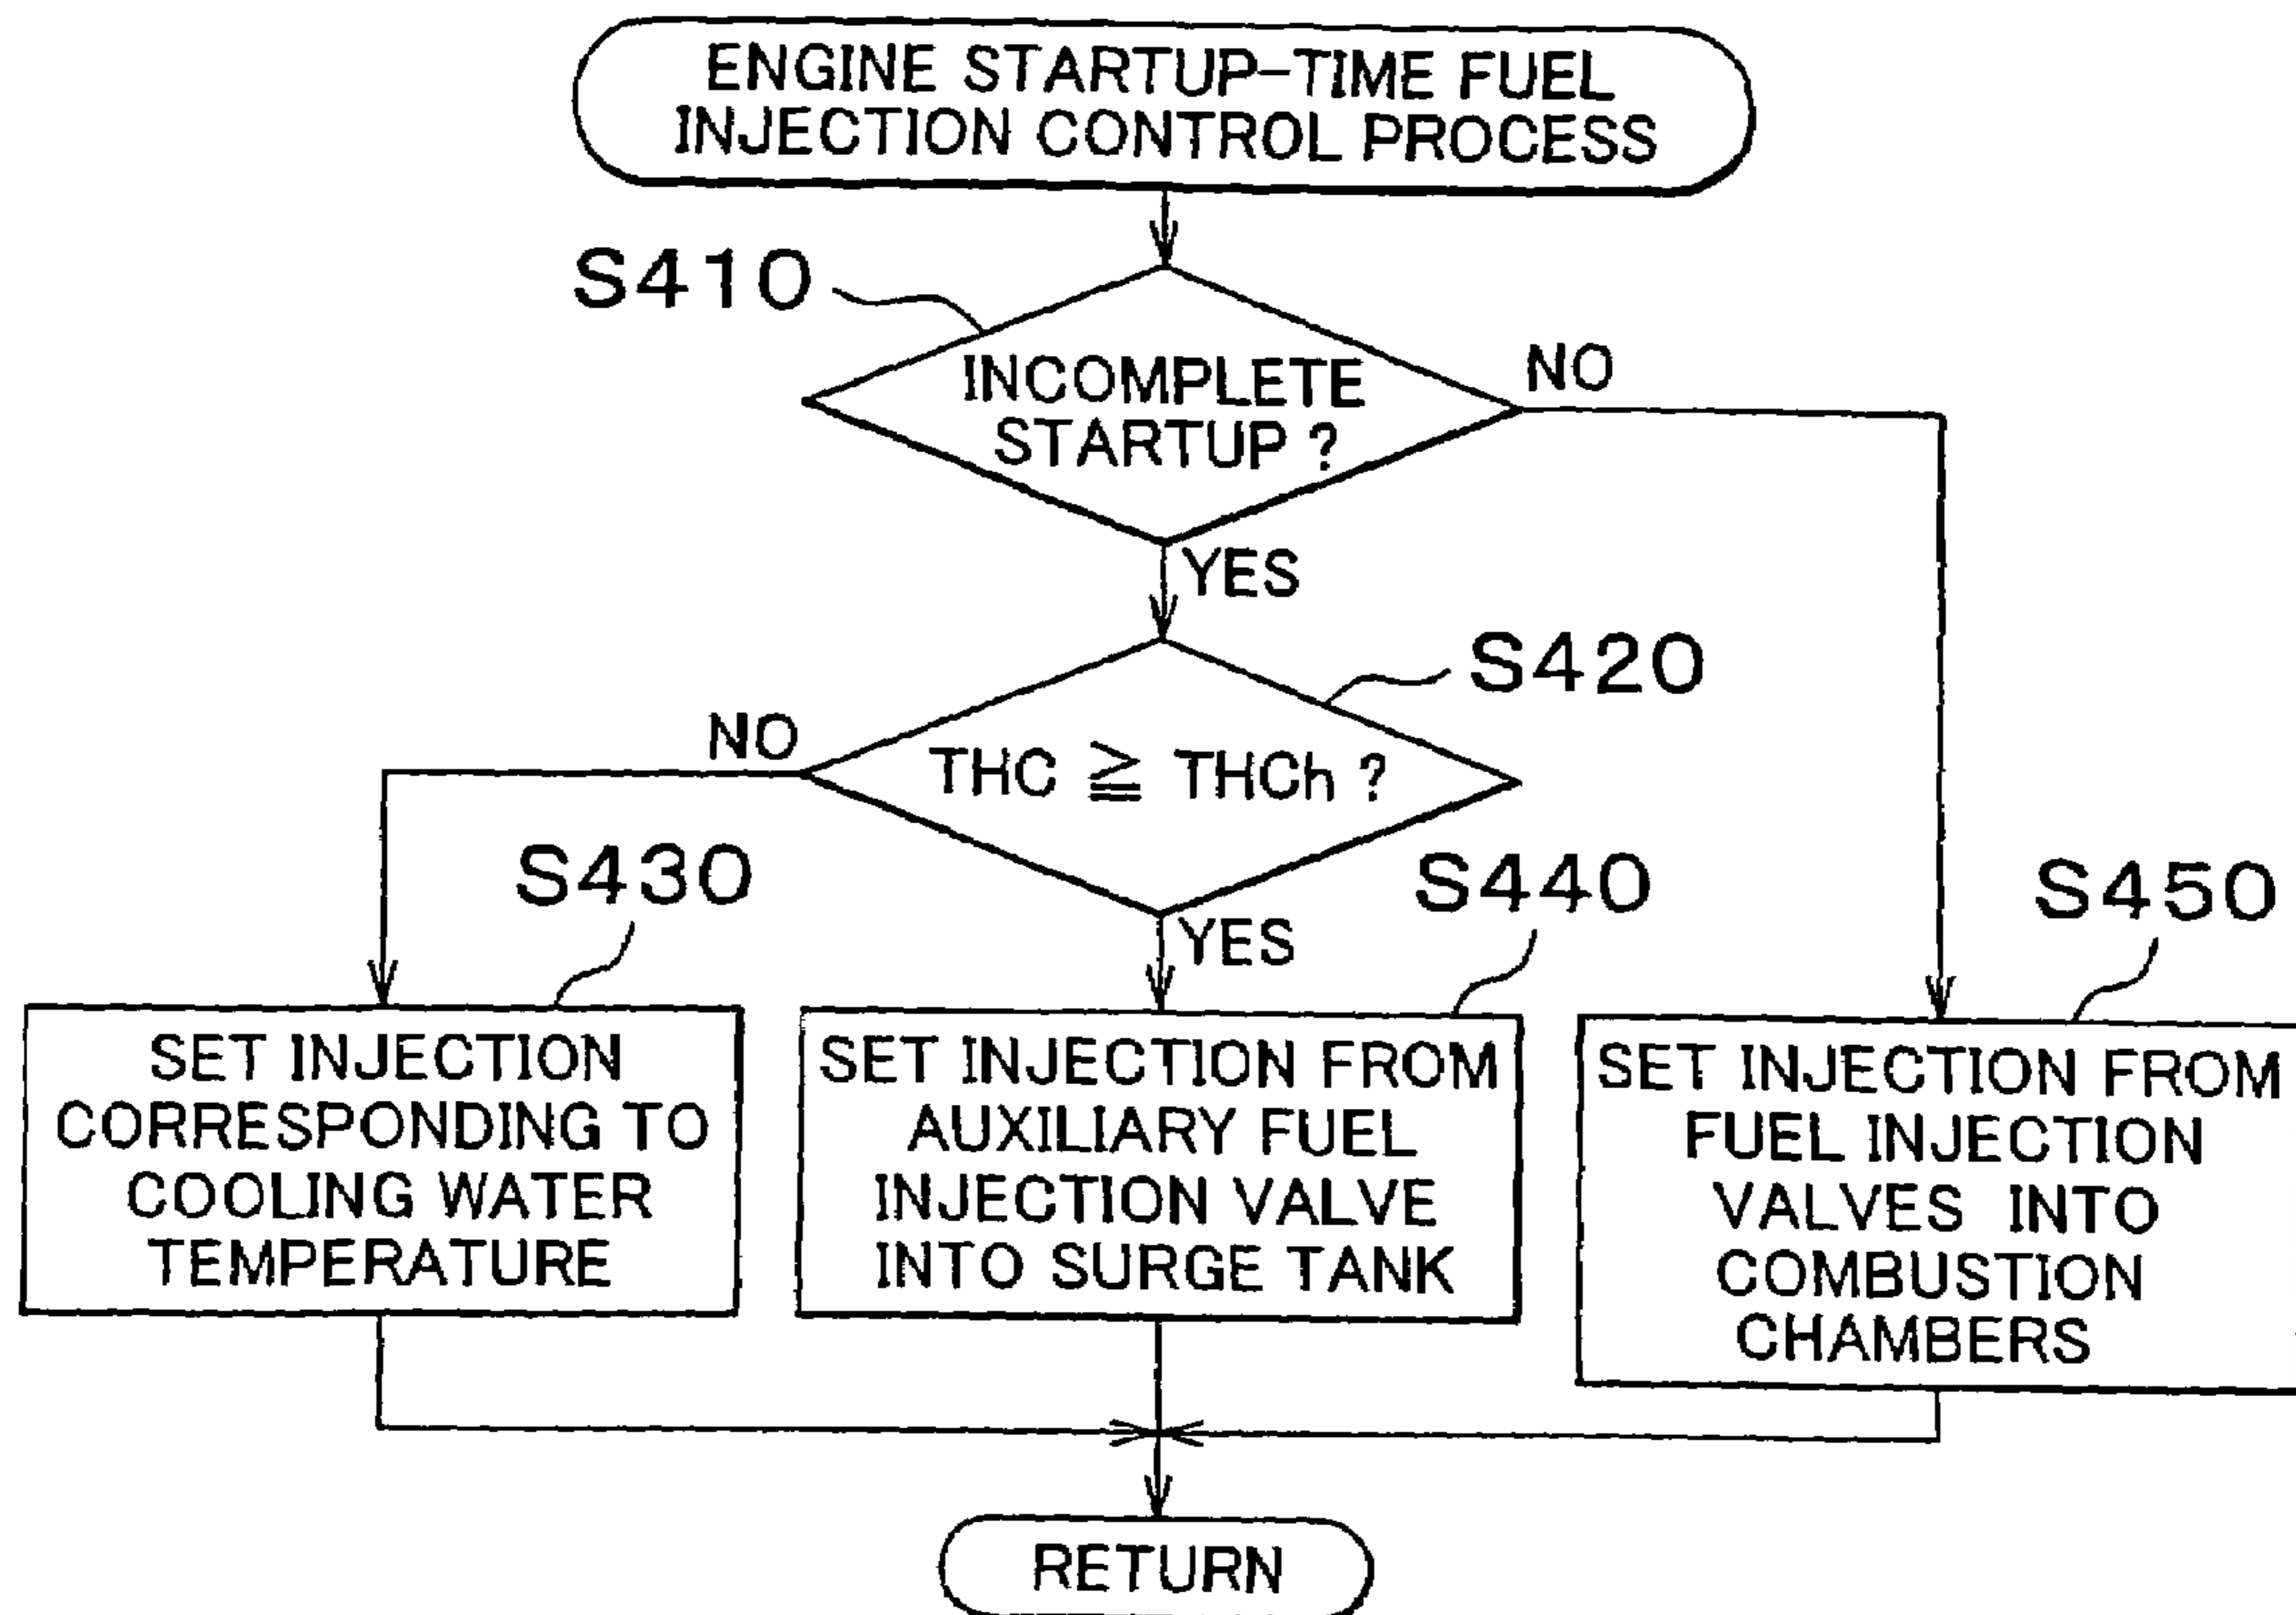 ENGINE STARTUP-TIME FUEL
INJECTION CONTROL PROCESS
S410
INCOMPLETE
STARTUP ?
NO
YES
S420
NO
THC ≧ THCh ?
YES
S430
S440
S450
SET INJECTION
CORRESPONDING TO
COOLING WATER
TEMPERATURE
SET INJECTION FROM
AUXILIARY FUEL
INJECTION VALVE
INTO SURGE TANK
SET INJECTION FROM
FUEL INJECTION
VALVES INTO
COMBUSTION
CHAMBERS
RETURN